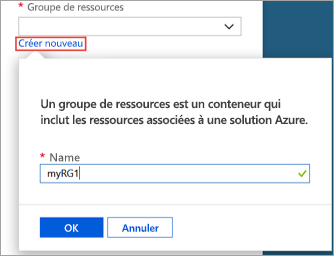 * Groupe de ressources
Créer nouveau
Un groupe de ressources est un conteneur qui
inclut les ressources associées à une solution Azure.
* Name
myRG1
OK Annuler